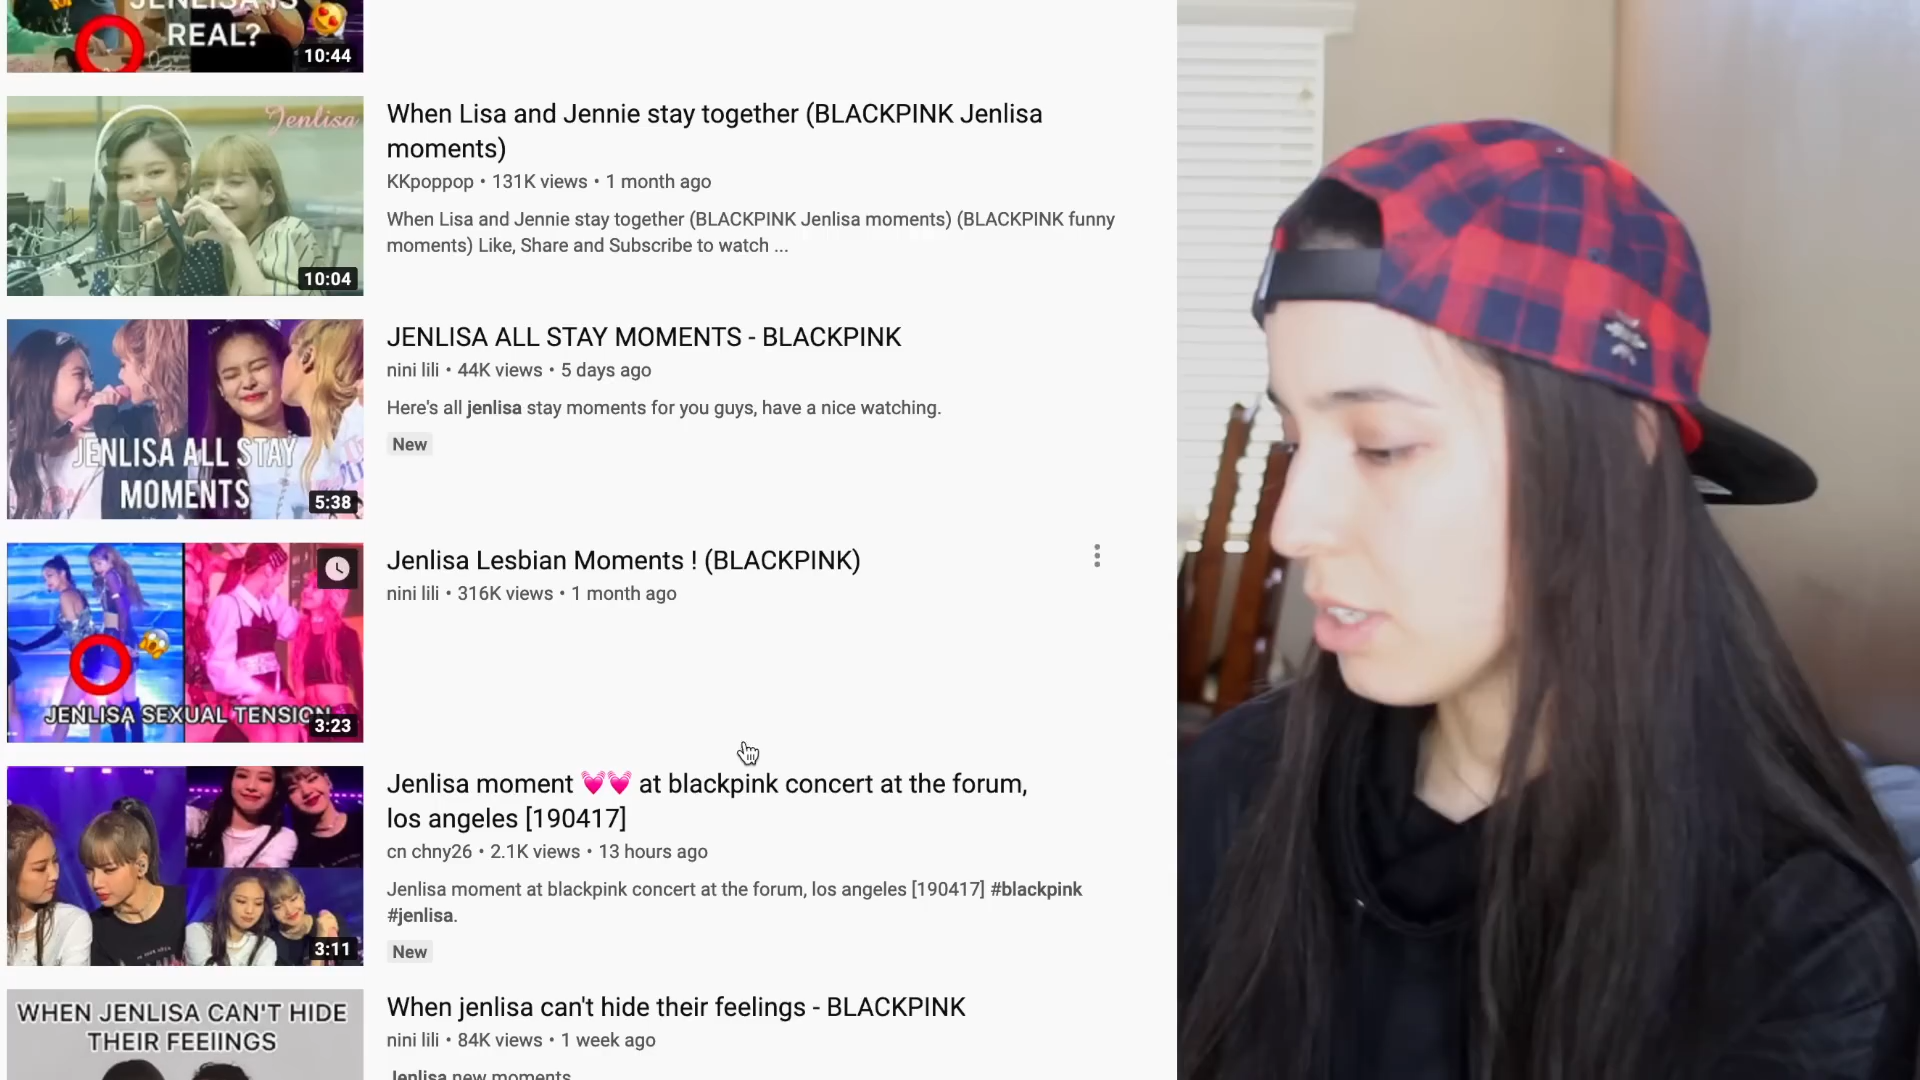 JENLISA IS
REAL?
10:44
Jenlisa
10:04
When Lisa and Jennie stay together (BLACKPINK Jenlisa
moments)
KKpoppop • 131K views • 1 month ago
When Lisa and Jennie stay together (BLACKPINK Jenlisa moments) (BLACKPINK funny
moments) Like, Share and Subscribe to watch ...
JENLISA ALL STAY
MOMENTS
5:38
JENLISA ALL STAY MOMENTS - BLACKPINK
nini lili • 44K views • 5 days ago
Here's all jenlisa stay moments for you guys, have a nice watching.
New
JENLISA SEXUAL TENSION
3:23
Jenlisa Lesbian Moments ! (BLACKPINK)
nini lili • 316K views • 1 month ago
3:11
Jenlisa moment 💓💓 at blackpink concert at the forum,
los angeles [190417]
cn chny26 • 2.1K views • 13 hours ago
Jenlisa moment at blackpink concert at the forum, los angeles [190417] #blackpink
#jenlisa.
New
WHEN JENLISA CAN'T HIDE
THEIR FEEIINGS
When jenlisa can't hide their feelings - BLACKPINK
nini lili • 84K views • 1 week ago
Jenlisa new moments